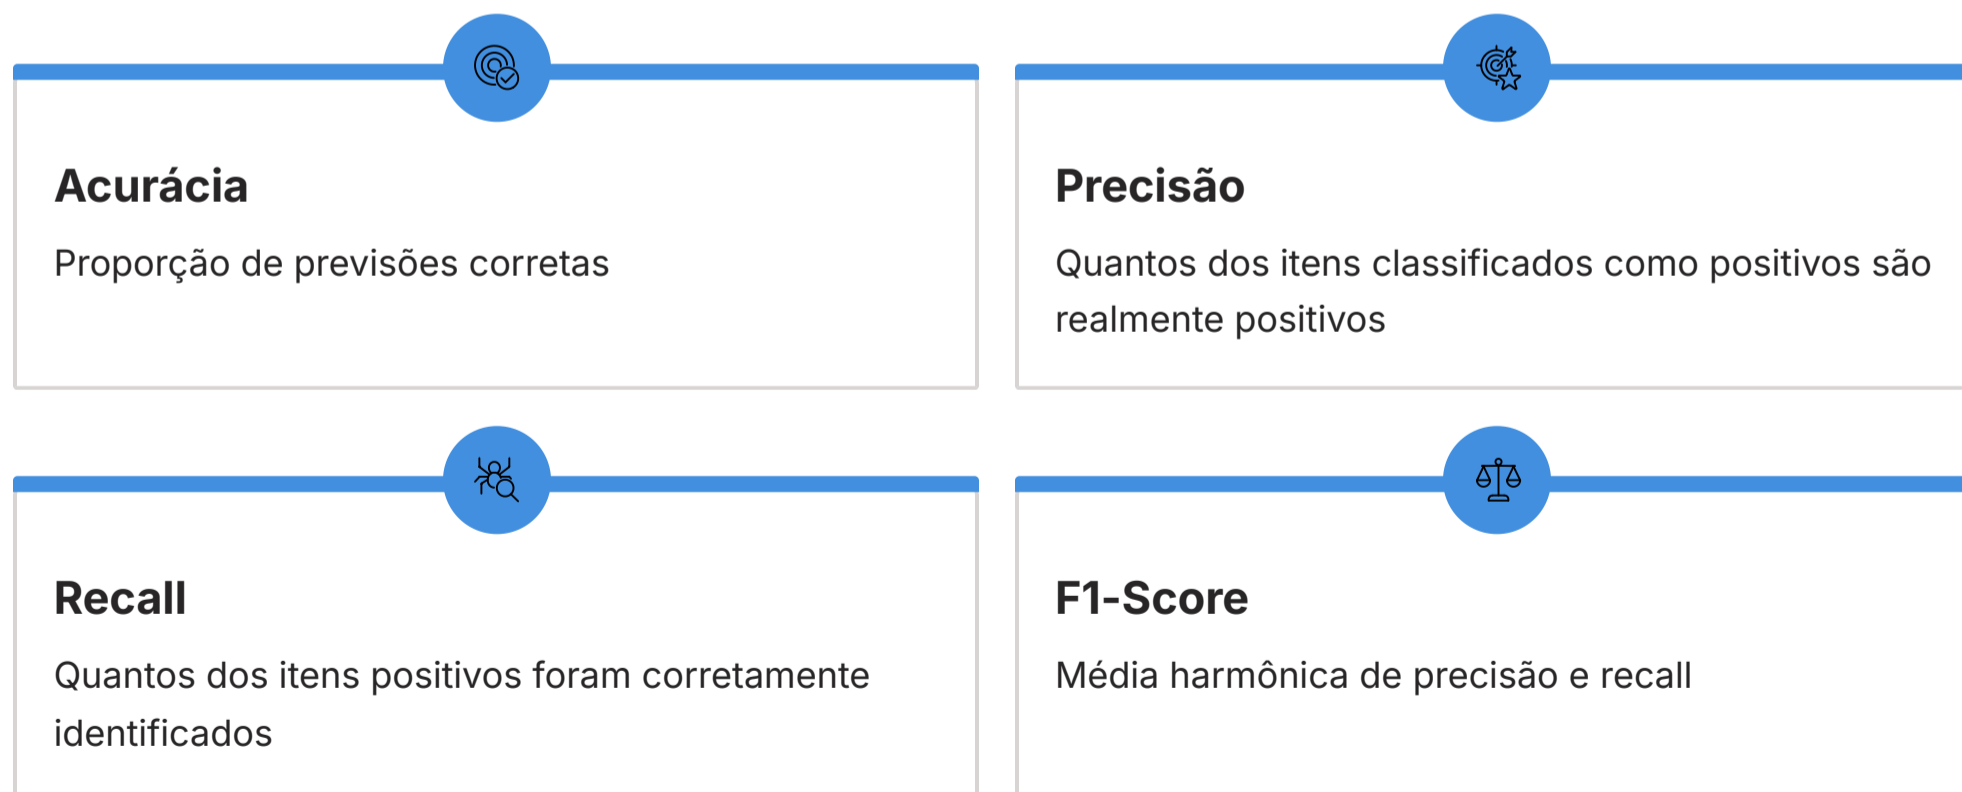 Acurácia
Proporção de previsões corretas
Precisão
Quantos dos itens classificados como positivos são
realmente positivos
Recall
Quantos dos itens positivos foram corretamente
identificados
F1-Score
Média harmônica de precisão e recall